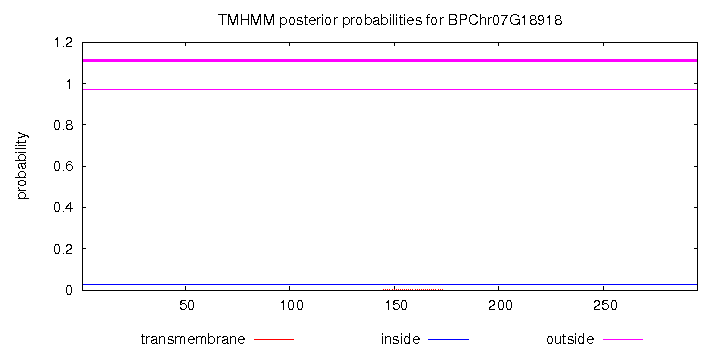 TMHMM posterior probabilities for BPChr07G18918
1.2
1
0.8
0.6
0.4
0.2
0
probability
50 100 150 200 250
transmembrane inside outside